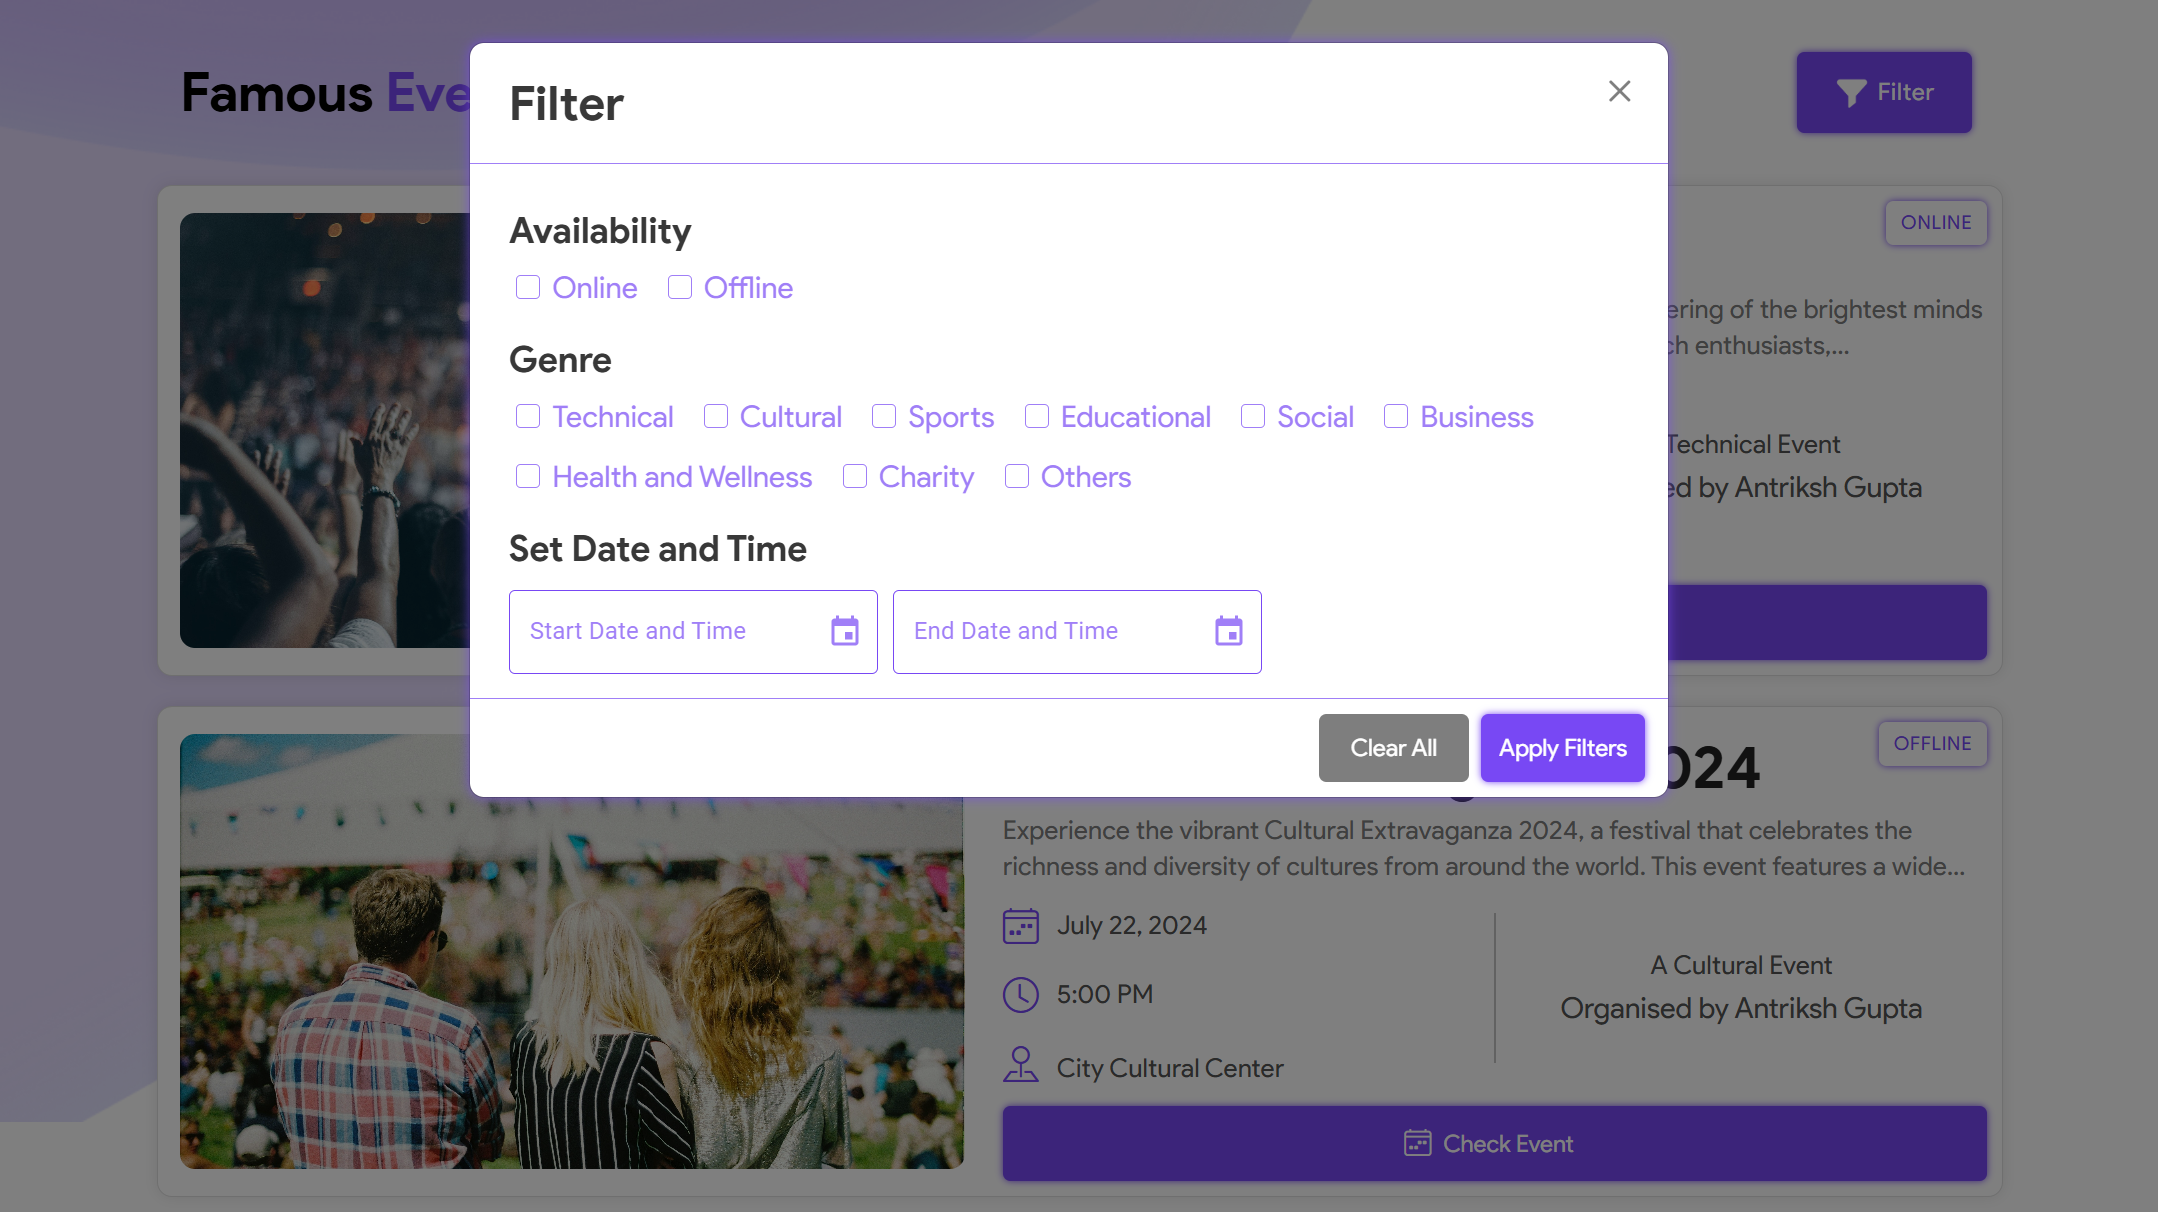 Famous Eve
Filter
Filter
ONLINE
Availability
Online Offline
ering of the brightest minds
ch enthusiasts,...
Genre
Technical Cultural Sports Educational Social Business
Technical Event
Health and Wellness Charity Others
ed by Antriksh Gupta
Set Date and Time
Start Date and Time End Date and Time
Clear All Apply Filters
024
OFFLINE
Experience the vibrant Cultural Extravaganza 2024, a festival that celebrates the
richness and diversity of cultures from around the world. This event features a wide...
July 22, 2024
5:00 PM
City Cultural Center
A Cultural Event
Organised by Antriksh Gupta
Check Event